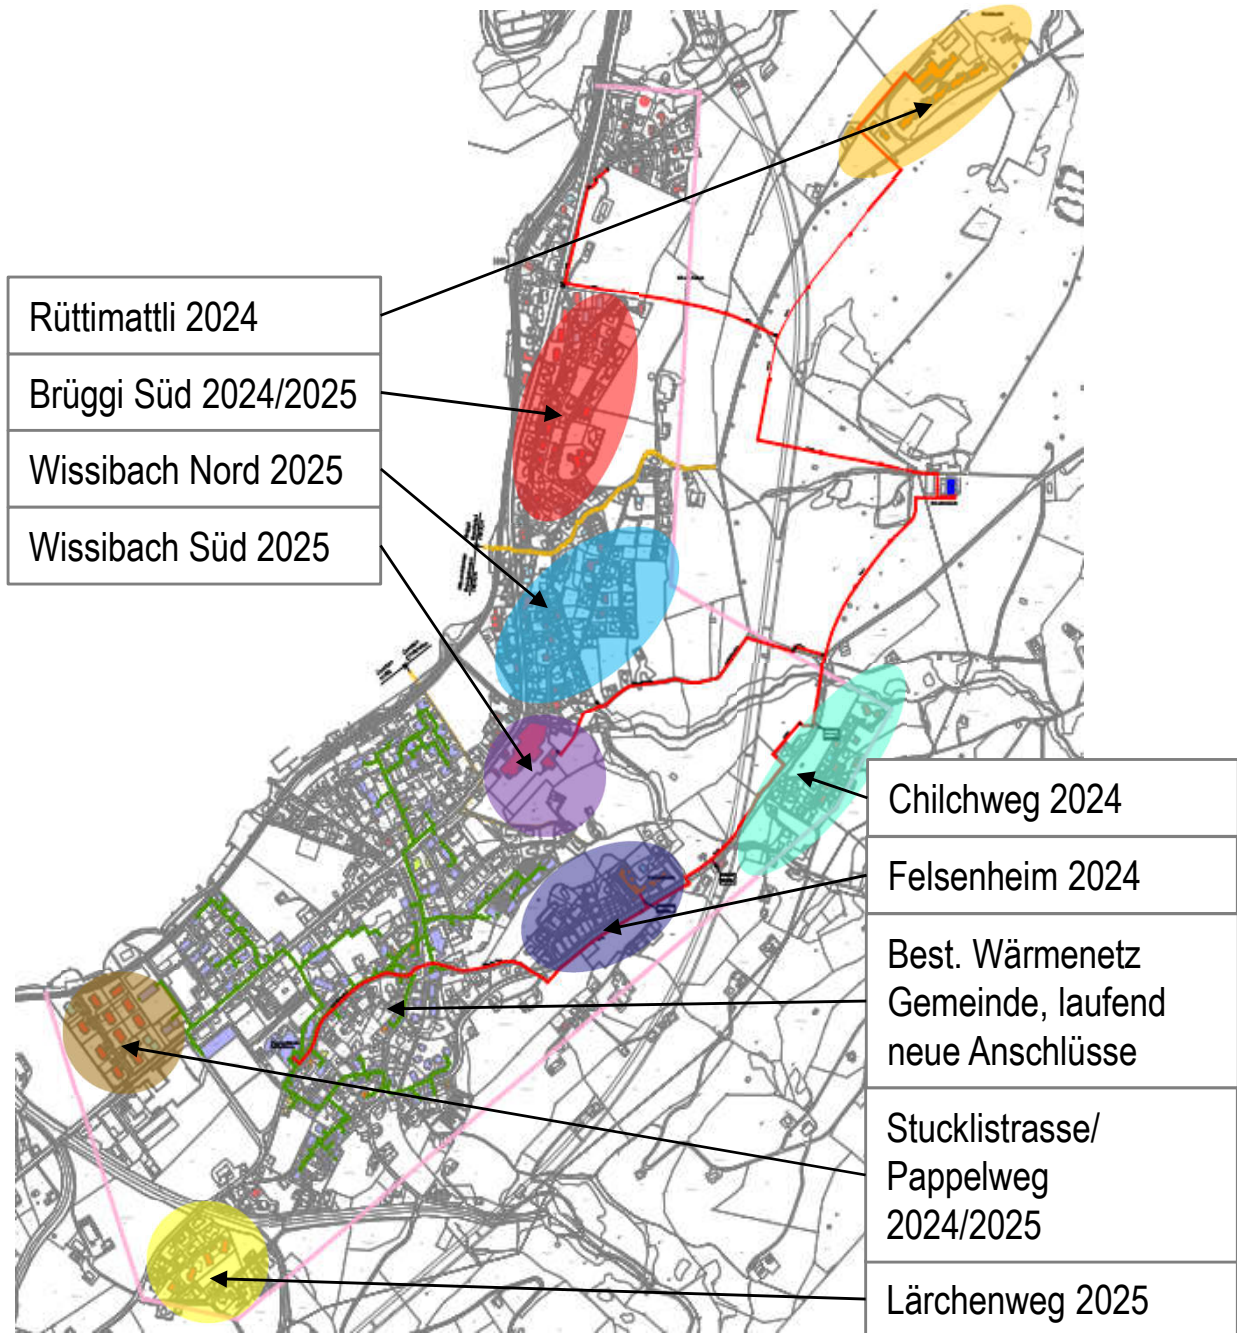 Rüttimattli 2024
Brüggi Süd 2024/2025
Wissibach Nord 2025
Wissibach Süd 2025
Chilchweg 2024
Felsenheim 2024
Best. Wärmenetz
Gemeinde, laufend
neue Anschlüsse
Stucklistrasse/
Pappelweg
2024/2025
Lärchenweg 2025